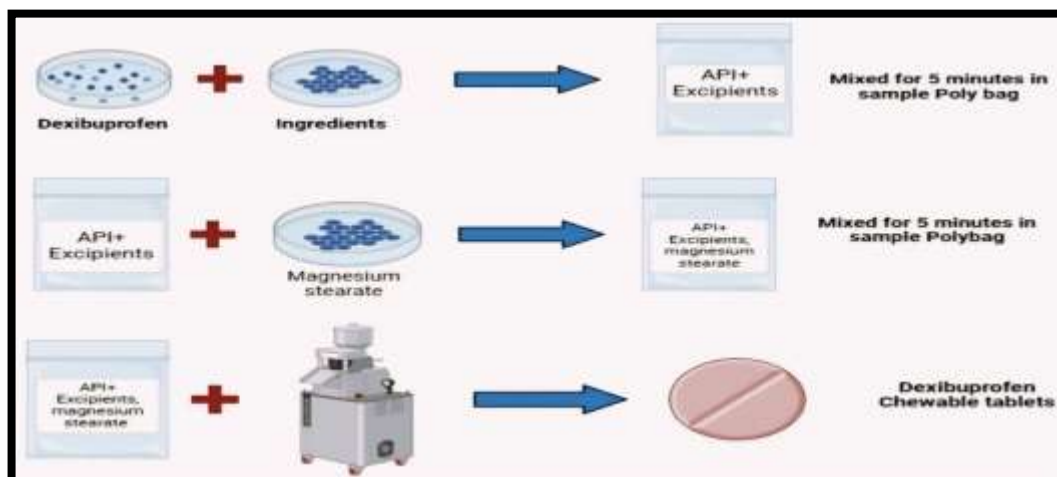 Dexibuprofen
Ingredients
API+
Excipients
Mixed for 5 minutes in
sample Poly bag
API+
Excipients
Magnesium
stearate
API+
Excipients,
magnesium
stearate
Mixed for 5 minutes in
sample Polybag
API+
Excipients,
magnesium
stearate
Dexibuprofen
Chewable tablets